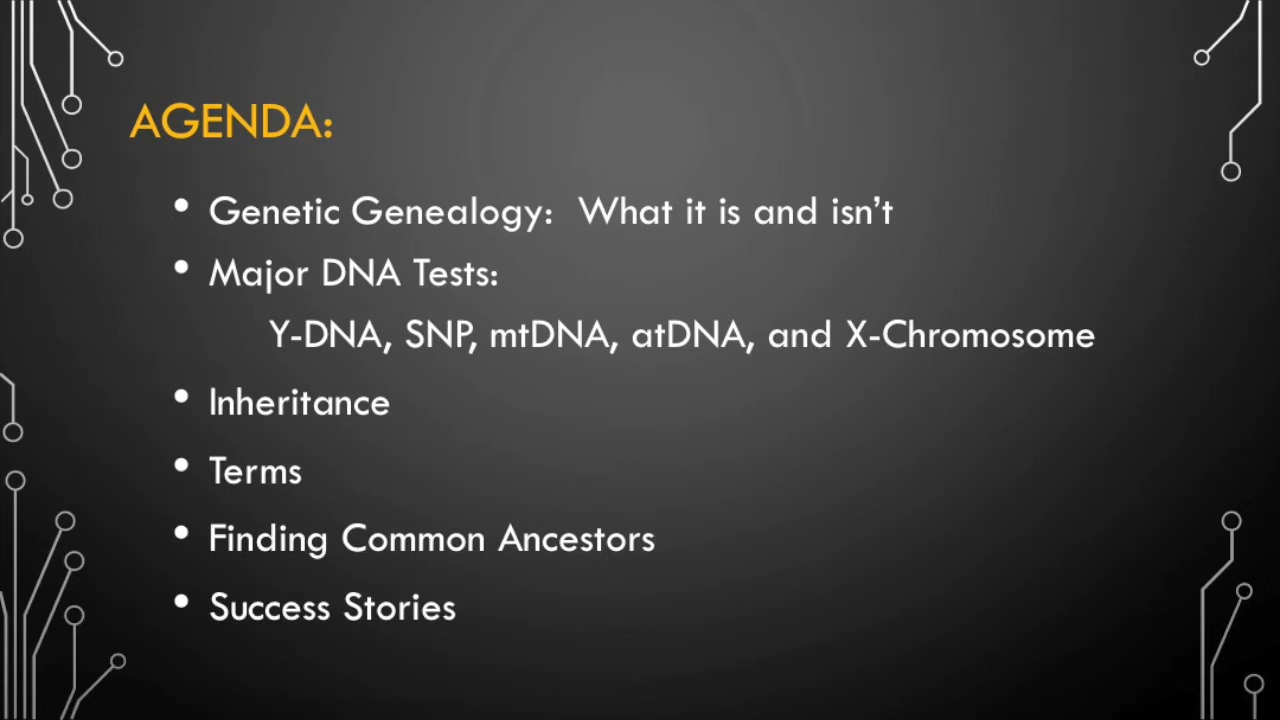 AGENDA:
• Genetic Genealogy:  What it is and isn't
• Major DNA Tests:
Y-DNA, SNP, mtDNA, atDNA, and X-Chromosome
• Inheritance
• Terms
• Finding Common Ancestors
• Success Stories